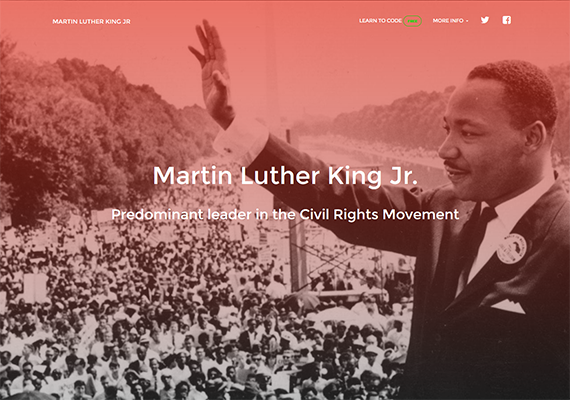 MARTIN LUTHER KING JR
LEARN TO CODE
MORE INFO
Martin Luther King Jr.
Predominant leader in the Civil Rights Movement